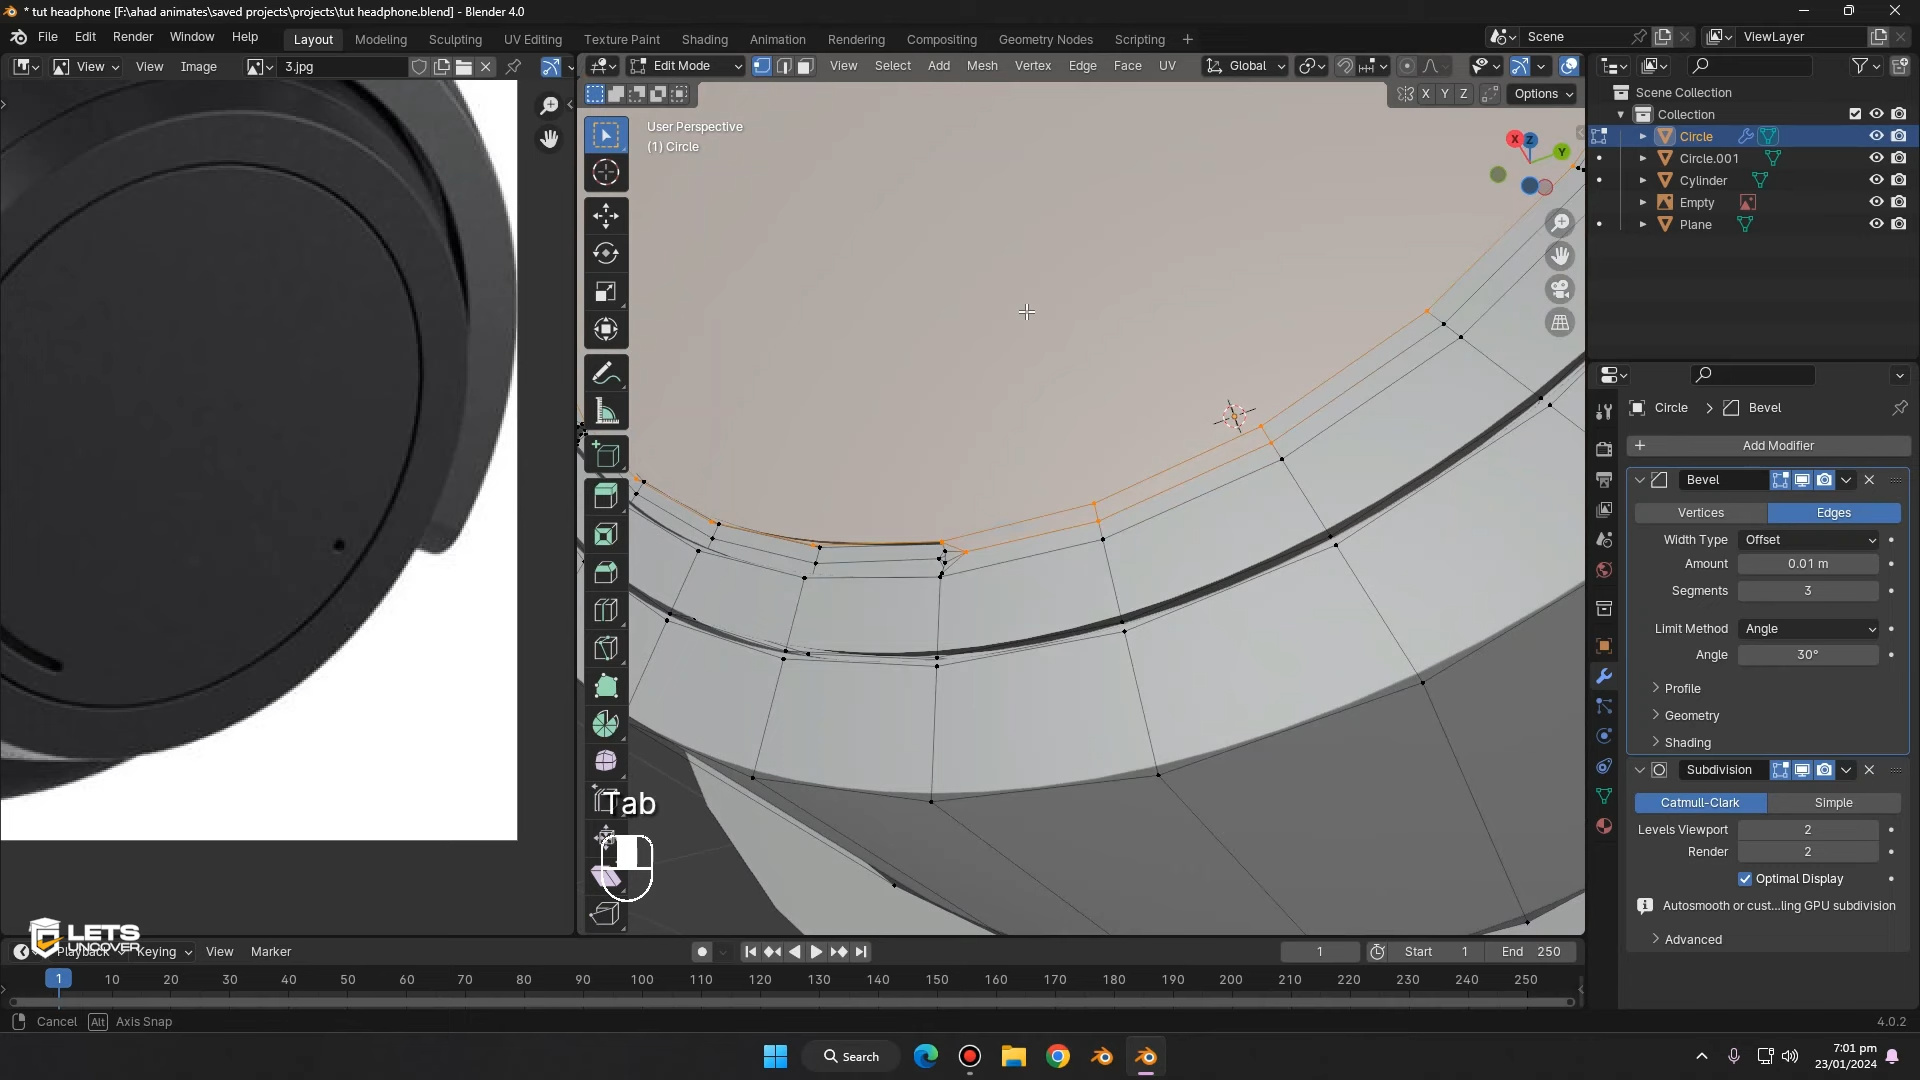 * tut headphone [F:\ahad animates\saved projects\projects\tut headphone.blend] - Blender 4.0
File Edit Render Window Help Layout Modeling Sculpting UV Editing Texture Paint Shading Animation Rendering Compositing Geometry Nodes Scripting + Scene ViewLayer
View View Image 3.jpg Edit Mode View Select Add Mesh Vertex Edge Face UV Global
X Y Z Options
User Perspective
(1) Circle
X Z Y
Scene Collection
Collection
Circle
Circle.001
Cylinder
Empty
Plane
Circle > Bevel
+ Add Modifier
Bevel
Vertices Edges
Width Type Offset
Amount 0.01 m
Segments 3
Limit Method Angle
Angle 30°
Profile
Geometry
Shading
Subdivision
Catmull-Clark Simple
Levels Viewport 2
Render 2
Optimal Display
Autosmooth or cust...ling GPU subdivision
Advanced
Tab
LETS
UNCOVER
Playback Keying View Marker 1 Start 1 End 250
1 10 20 30 40 50 60 70 80 90 100 110 120 130 140 150 160 170 180 190 200 210 220 230 240 250
Cancel Alt Axis Snap 4.0.2
Search
7:01 pm
23/01/2024